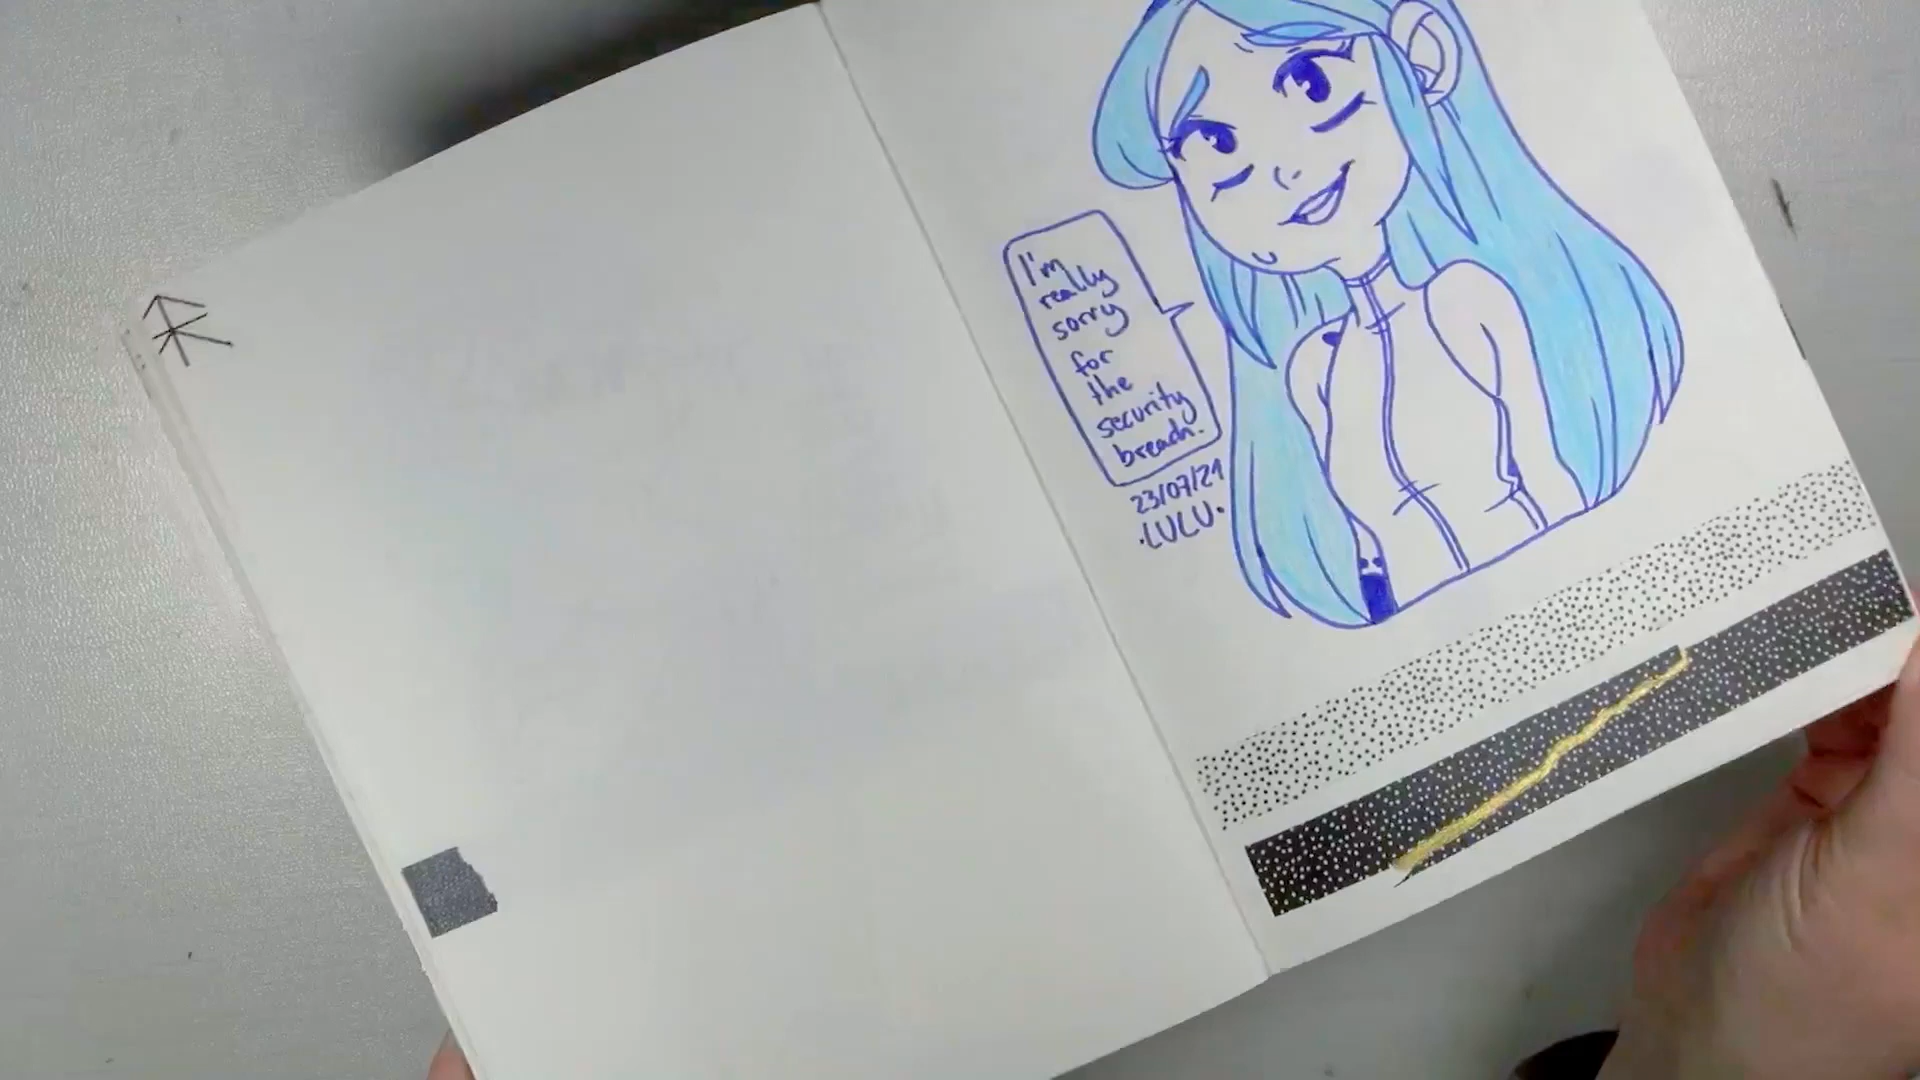 I'm
really
sorry
for
the
security
breach.
23/07/21
.LULU.